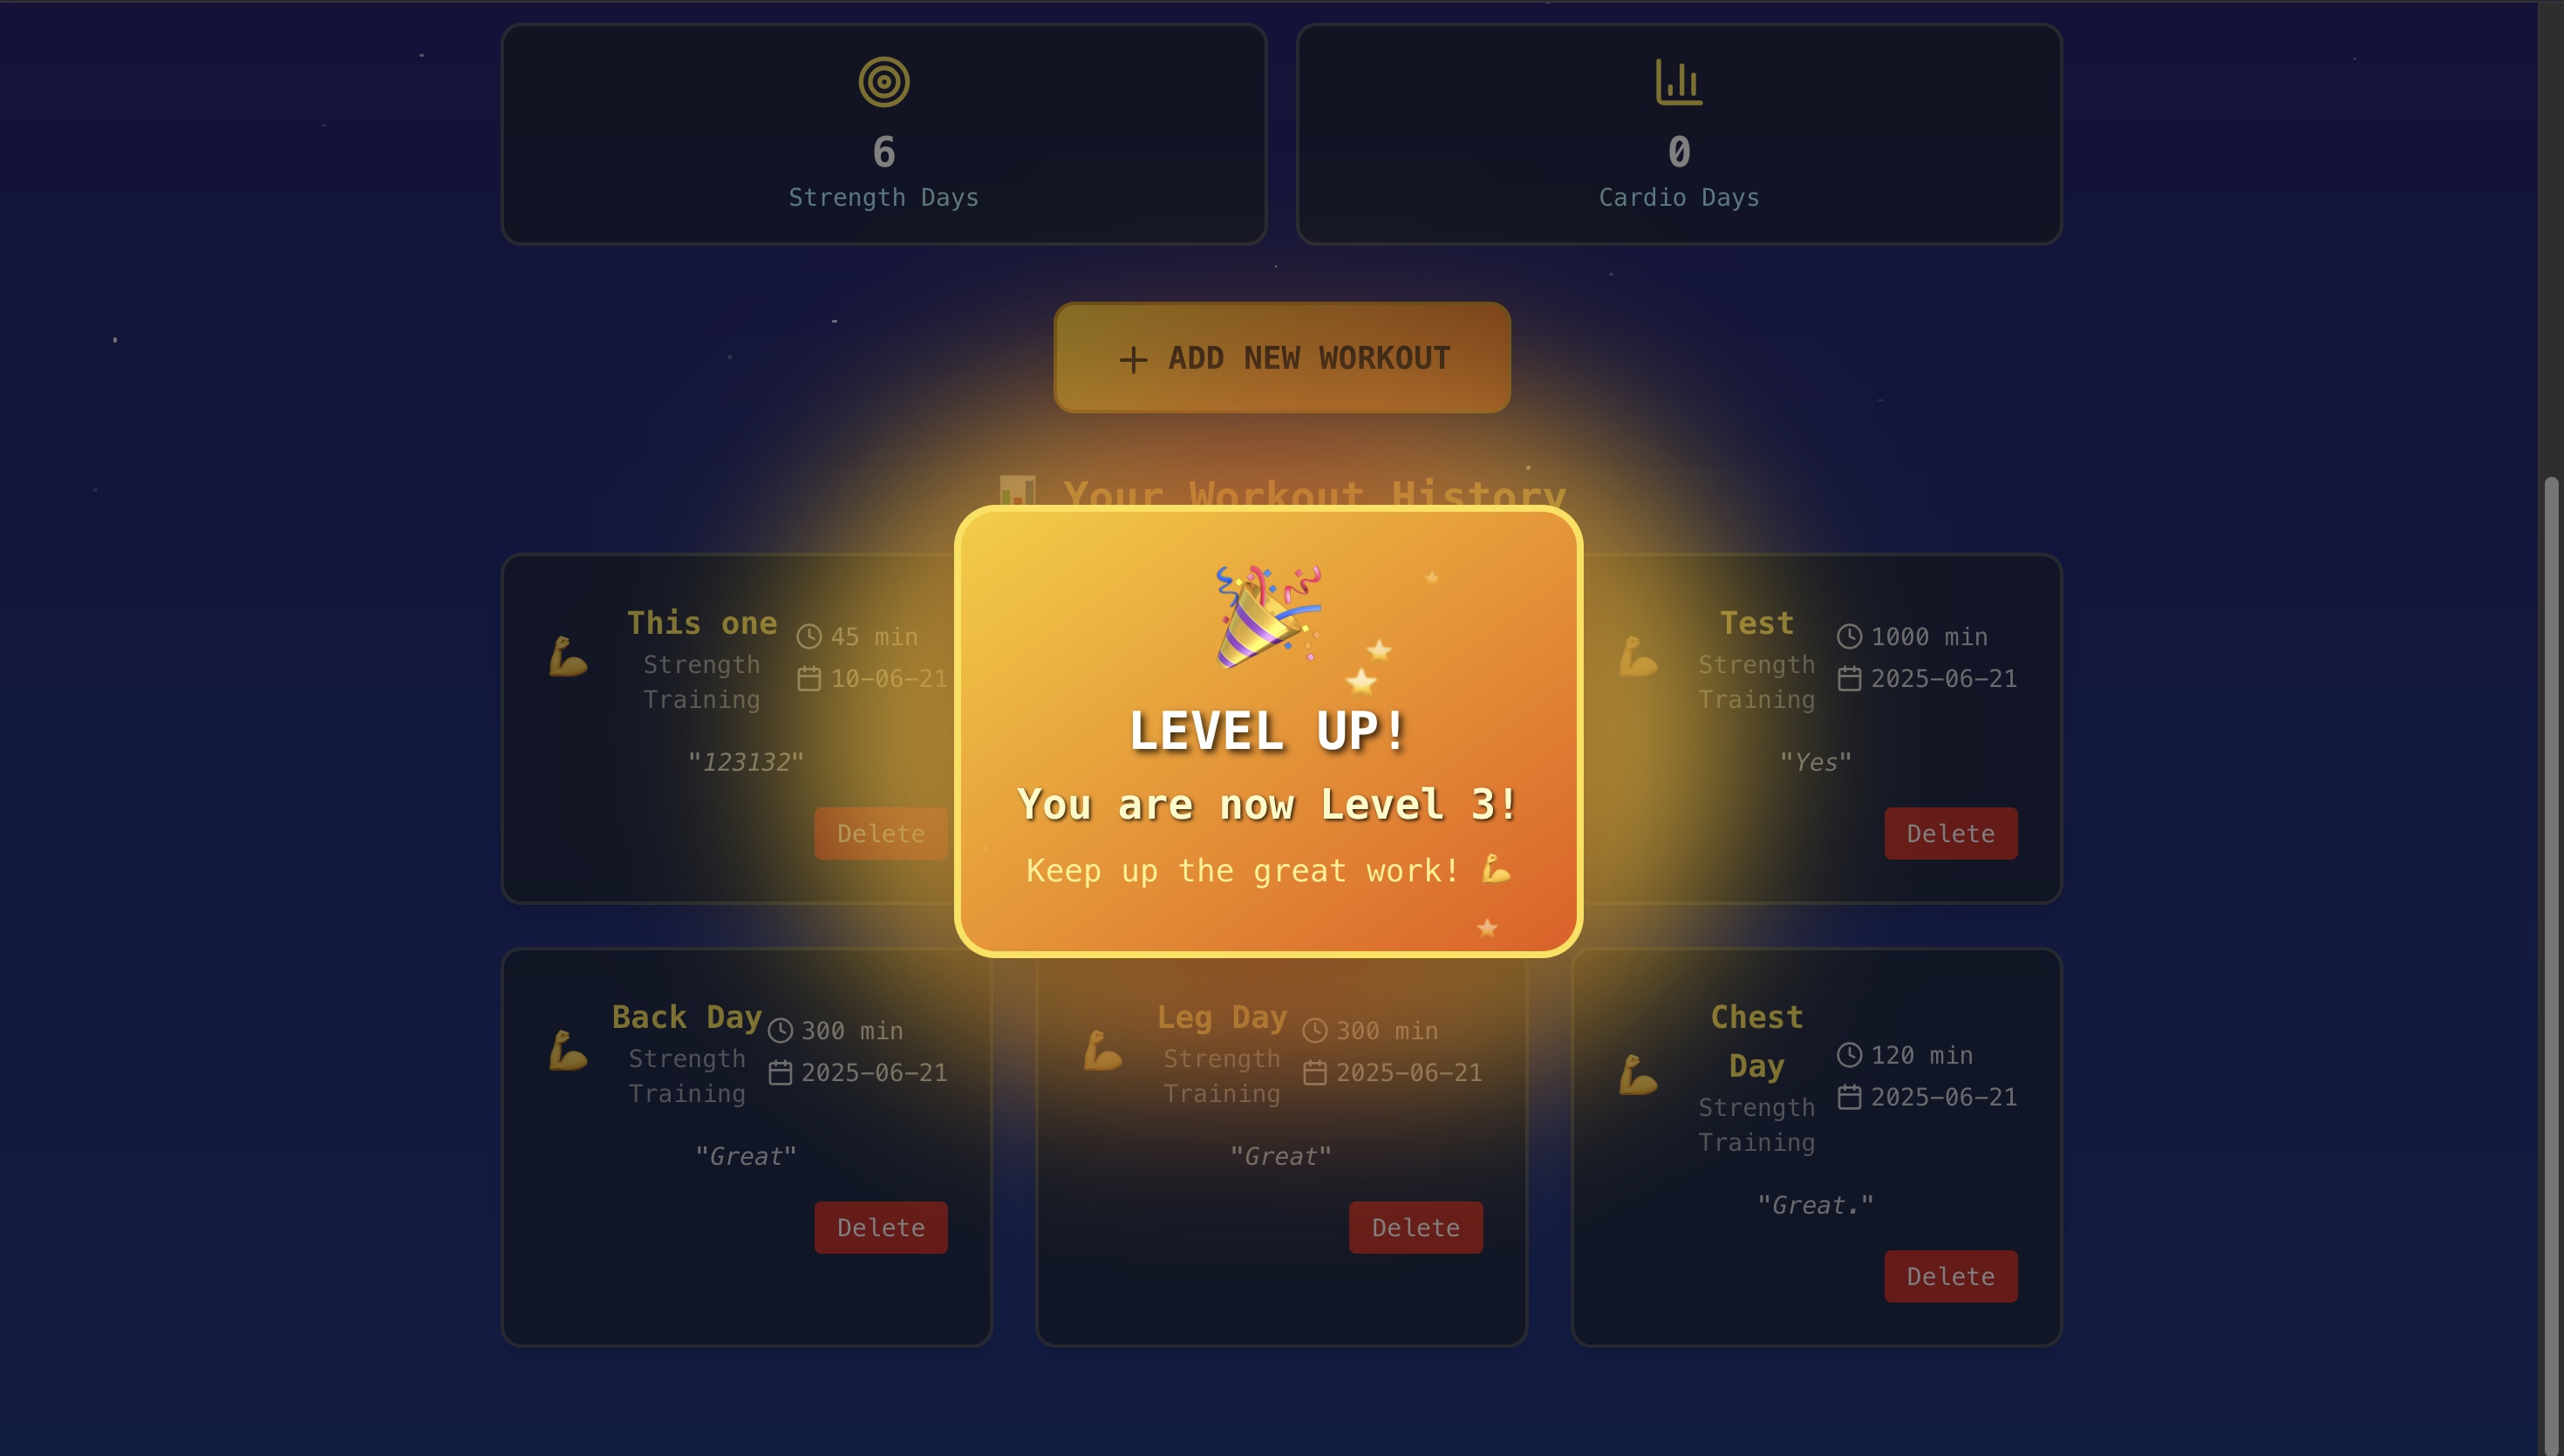 6
Strength Days
0
Cardio Days
+ ADD NEW WORKOUT
Your Workout History
This one
Strength
Training
45 min
10-06-21
"123132"
Delete
Test
Strength
Training
1000 min
2025-06-21
"Yes"
Delete
LEVEL UP!
You are now Level 3!
Keep up the great work!
Back Day
Strength
Training
300 min
2025-06-21
"Great"
Delete
Leg Day
Strength
Training
300 min
2025-06-21
"Great"
Delete
Chest
Day
Strength
Training
120 min
2025-06-21
"Great."
Delete